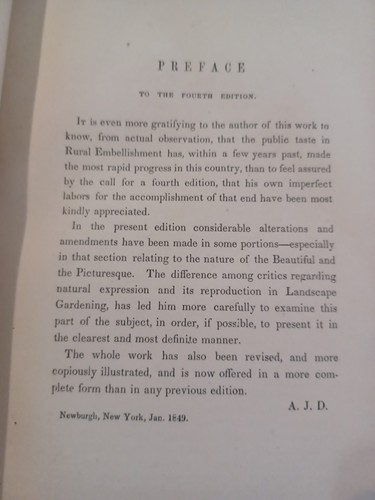 PREFACE
TO THE FOURTH EDITION.
IT is even more gratifying to the author of this work to
know, from actual observation, that the public taste in
Rural Embellishment has, within a few years past, made
the most rapid progress in this country, than to feel assured
by the call for a fourth edition, that his own imperfect
labors for the accomplishment of that end have been most
kindly appreciated.
In the present edition considerable alterations and
amendments have been made in some portions—especially
in that section relating to the nature of the Beautiful and
the Picturesque. The difference among critics regarding
natural expression and its reproduction in Landscape
Gardening, has led him more carefully to examine this
part of the subject, in order, if possible, to present it in
the clearest and most definite manner.
The whole work has also been revised, and more
copiously illustrated, and is now offered in a more com-
plete form than in any previous edition.
A. J. D.
Newburgh, New York, Jan. 1849.